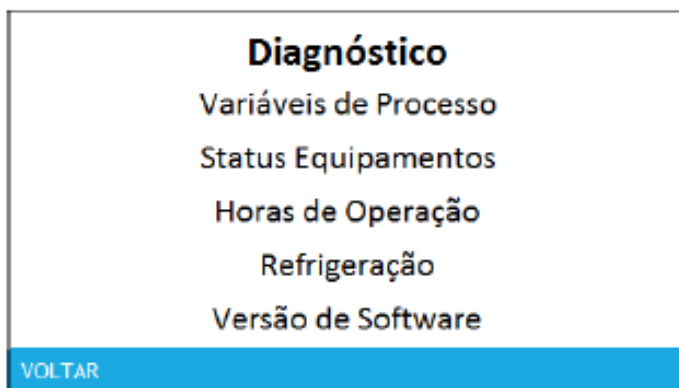 Diagnóstico
Variáveis de Processo
Status Equipamentos
Horas de Operação
Refrigeração
Versão de Software
VOLTAR